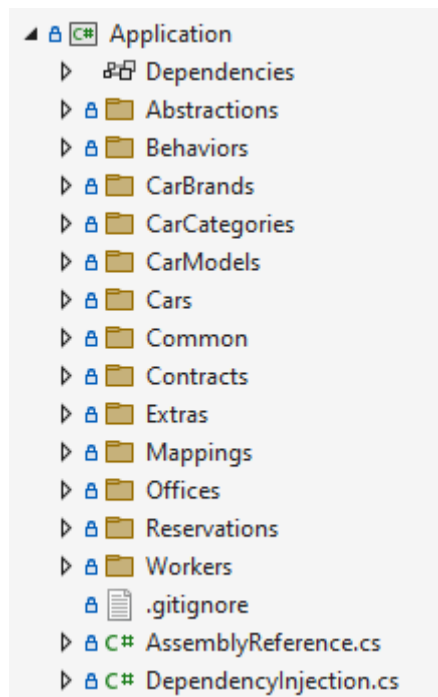 C# Application
Dependencies
Abstractions
Behaviors
CarBrands
CarCategories
CarModels
Cars
Common
Contracts
Extras
Mappings
Offices
Reservations
Workers
.gitignore
C# AssemblyReference.cs
C# DependencyInjection.cs